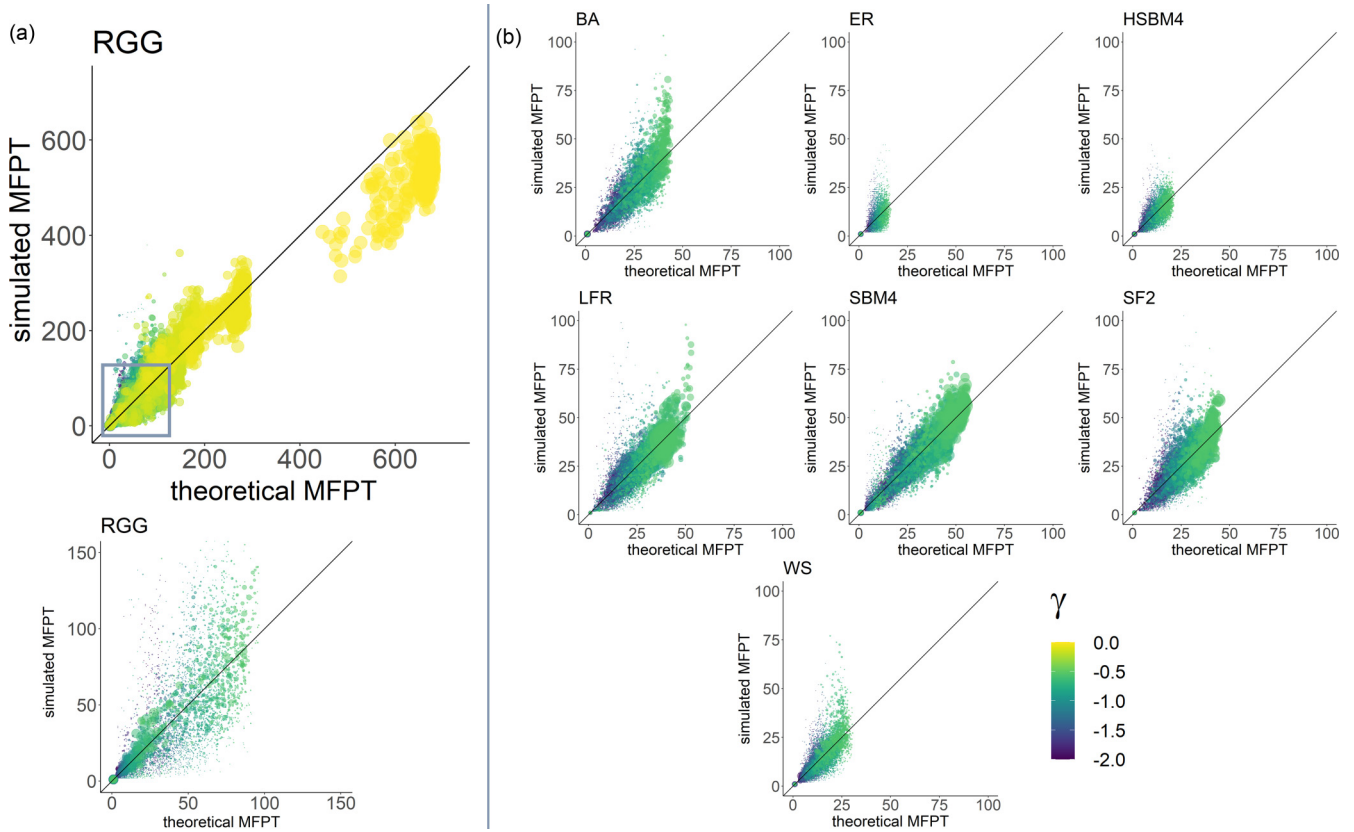 (a)
RGG
simulated MFPT
600
400
200
0
0 200 400 600
theoretical MFPT
RGG
simulated MFPT
150
100
50
0
0 50 100 150
theoretical MFPT
(b)
BA
simulated MFPT
100
75
50
25
0
0 25 50 75 100
theoretical MFPT
ER
simulated MFPT
100
75
50
25
0
0 25 50 75 100
theoretical MFPT
HSBM4
simulated MFPT
100
75
50
25
0
0 25 50 75 100
theoretical MFPT
LFR
simulated MFPT
100
75
50
25
0
0 25 50 75 100
theoretical MFPT
SBM4
simulated MFPT
100
75
50
25
0
0 25 50 75 100
theoretical MFPT
SF2
simulated MFPT
100
75
50
25
0
0 25 50 75 100
theoretical MFPT
WS
simulated MFPT
100
75
50
25
0
0 25 50 75 100
theoretical MFPT
γ
0.0
-0.5
-1.0
-1.5
-2.0